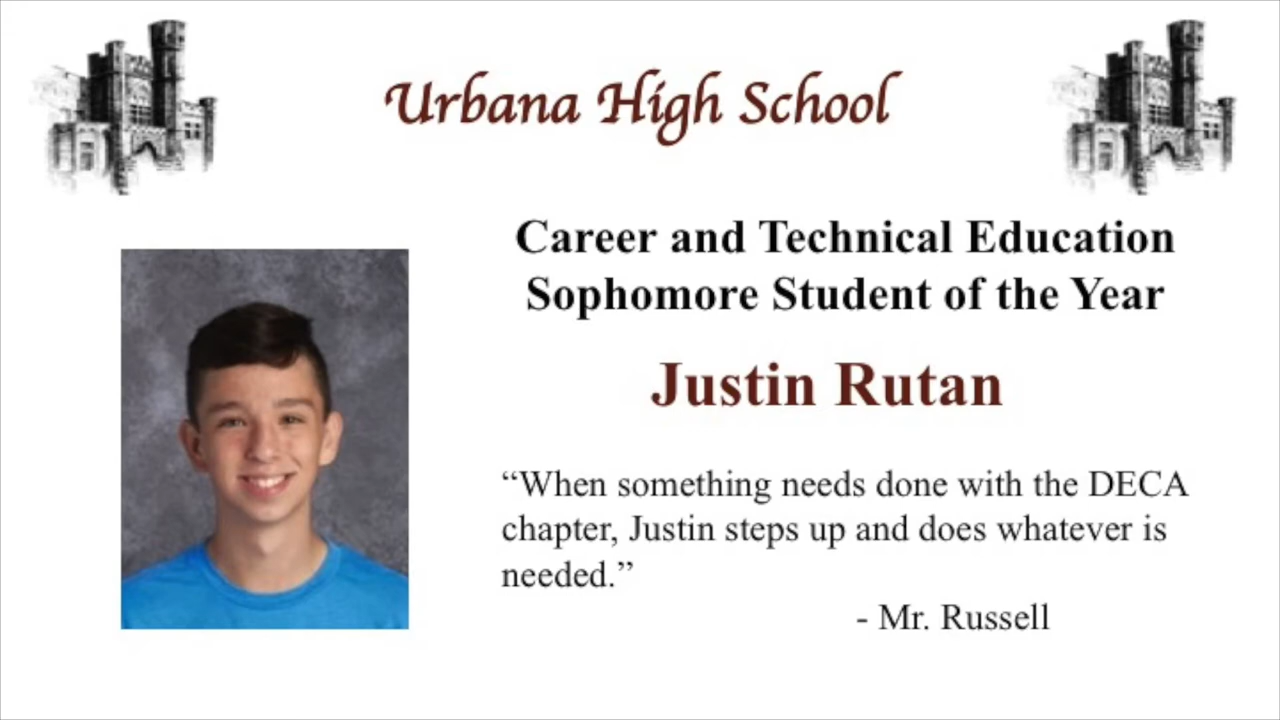 Urbana High School
Career and Technical Education
Sophomore Student of the Year
Justin Rutan
“When something needs done with the DECA
chapter, Justin steps up and does whatever is
needed.”
- Mr. Russell